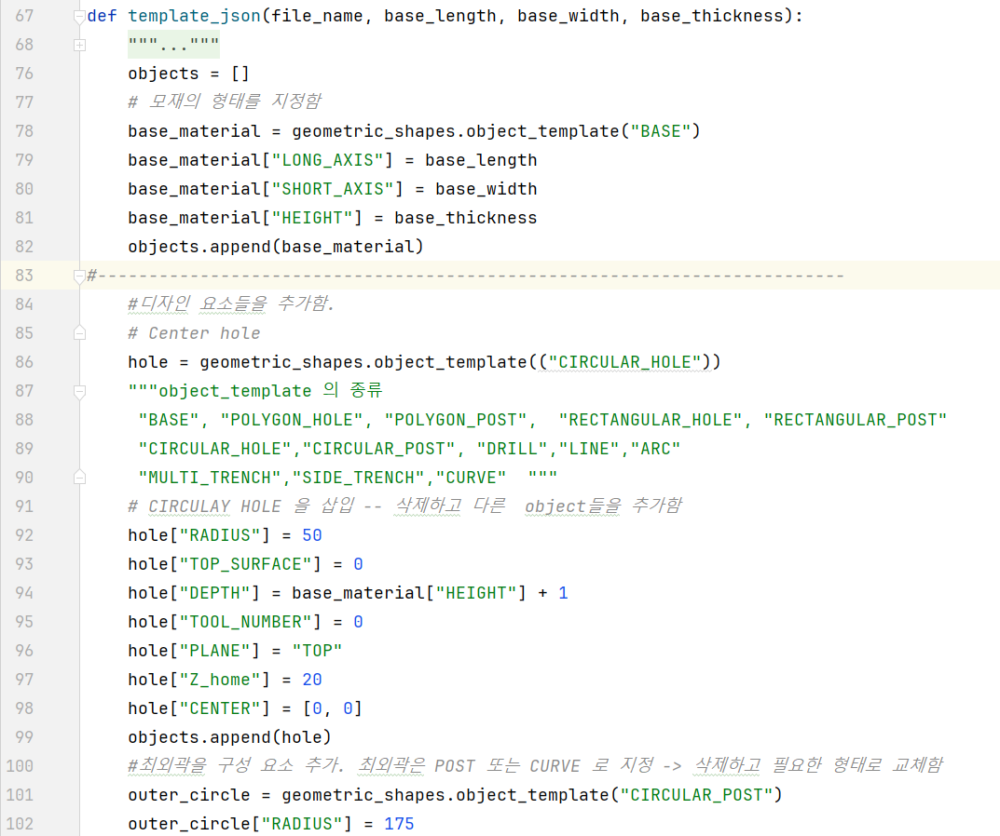 67 def template_json(file_name, base_length, base_width, base_thickness):
68     """..."""
76     objects = []
77     # 모재의 형태를 지정함
78     base_material = geometric_shapes.object_template("BASE")
79     base_material["LONG_AXIS"] = base_length
80     base_material["SHORT_AXIS"] = base_width
81     base_material["HEIGHT"] = base_thickness
82     objects.append(base_material)
83 #-------------------------------------------------------------------------
84     #디자인 요소들을 추가함.
85     # Center hole
86     hole = geometric_shapes.object_template(("CIRCULAR_HOLE"))
87     """object_template 의 종류
88      "BASE", "POLYGON_HOLE", "POLYGON_POST",  "RECTANGULAR_HOLE", "RECTANGULAR_POST"
89      "CIRCULAR_HOLE","CIRCULAR_POST", "DRILL","LINE","ARC"
90      "MULTI_TRENCH","SIDE_TRENCH","CURVE"  """
91     # CIRCULAY HOLE 을 삽입 -- 삭제하고 다른  object들을 추가함
92     hole["RADIUS"] = 50
93     hole["TOP_SURFACE"] = 0
94     hole["DEPTH"] = base_material["HEIGHT"] + 1
95     hole["TOOL_NUMBER"] = 0
96     hole["PLANE"] = "TOP"
97     hole["Z_home"] = 20
98     hole["CENTER"] = [0, 0]
99     objects.append(hole)
100     #최외곽을 구성 요소 추가. 최외곽은 POST 또는 CURVE 로 지정 -> 삭제하고 필요한 형태로 교체함
101     outer_circle = geometric_shapes.object_template("CIRCULAR_POST")
102     outer_circle["RADIUS"] = 175